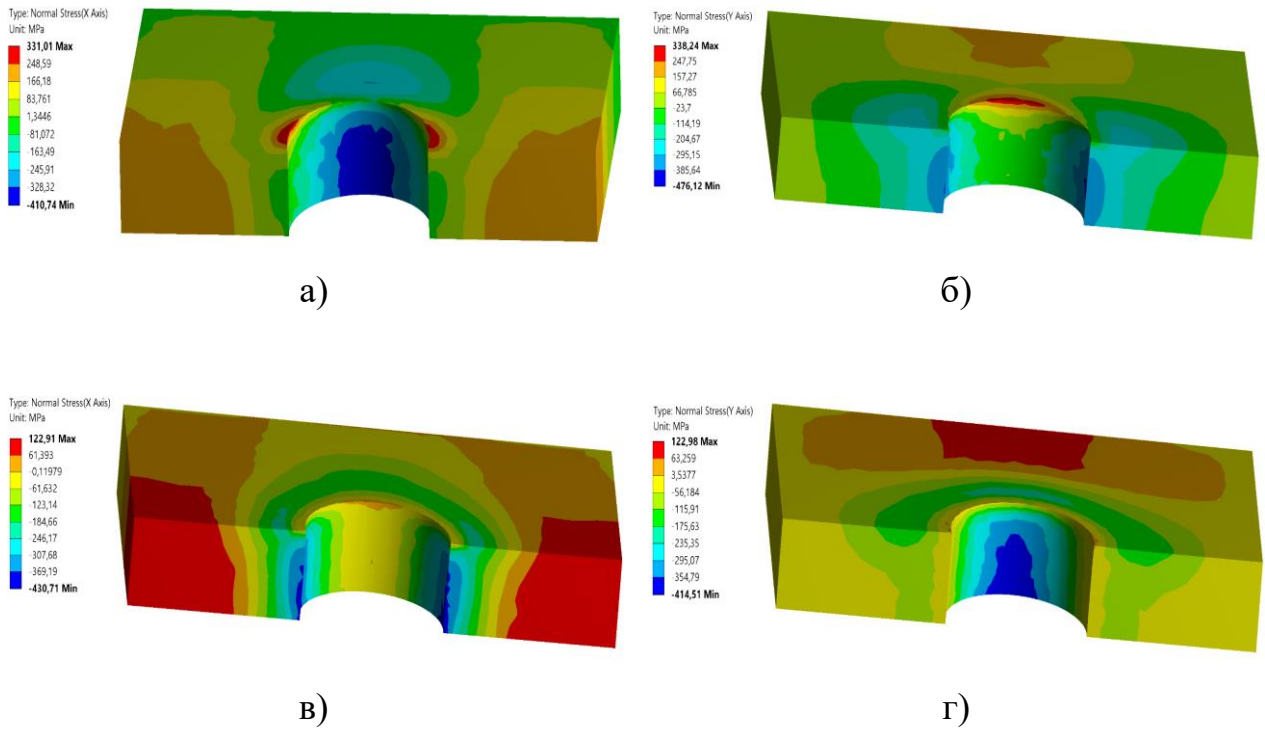 Type: Normal Stress(X Axis)
Unit: MPa
331,01 Max
248,59
166,18
83,761
1,3446
-81,072
-163,49
-245,91
-328,32
-410,74 Min
а)
Type: Normal Stress(Y Axis)
Unit: MPa
338,24 Max
247,75
157,27
66,785
-23,7
-114,19
-204,67
-295,15
-385,64
-476,12 Min
б)
Type: Normal Stress(X Axis)
Unit: MPa
122,91 Max
61,393
-0,11979
-61,632
-123,14
-184,66
-246,17
-307,68
-369,19
-430,71 Min
в)
Type: Normal Stress(Y Axis)
Unit: MPa
122,98 Max
63,259
3,5377
-56,184
-115,91
-175,63
-235,35
-295,07
-354,79
-414,51 Min
г)